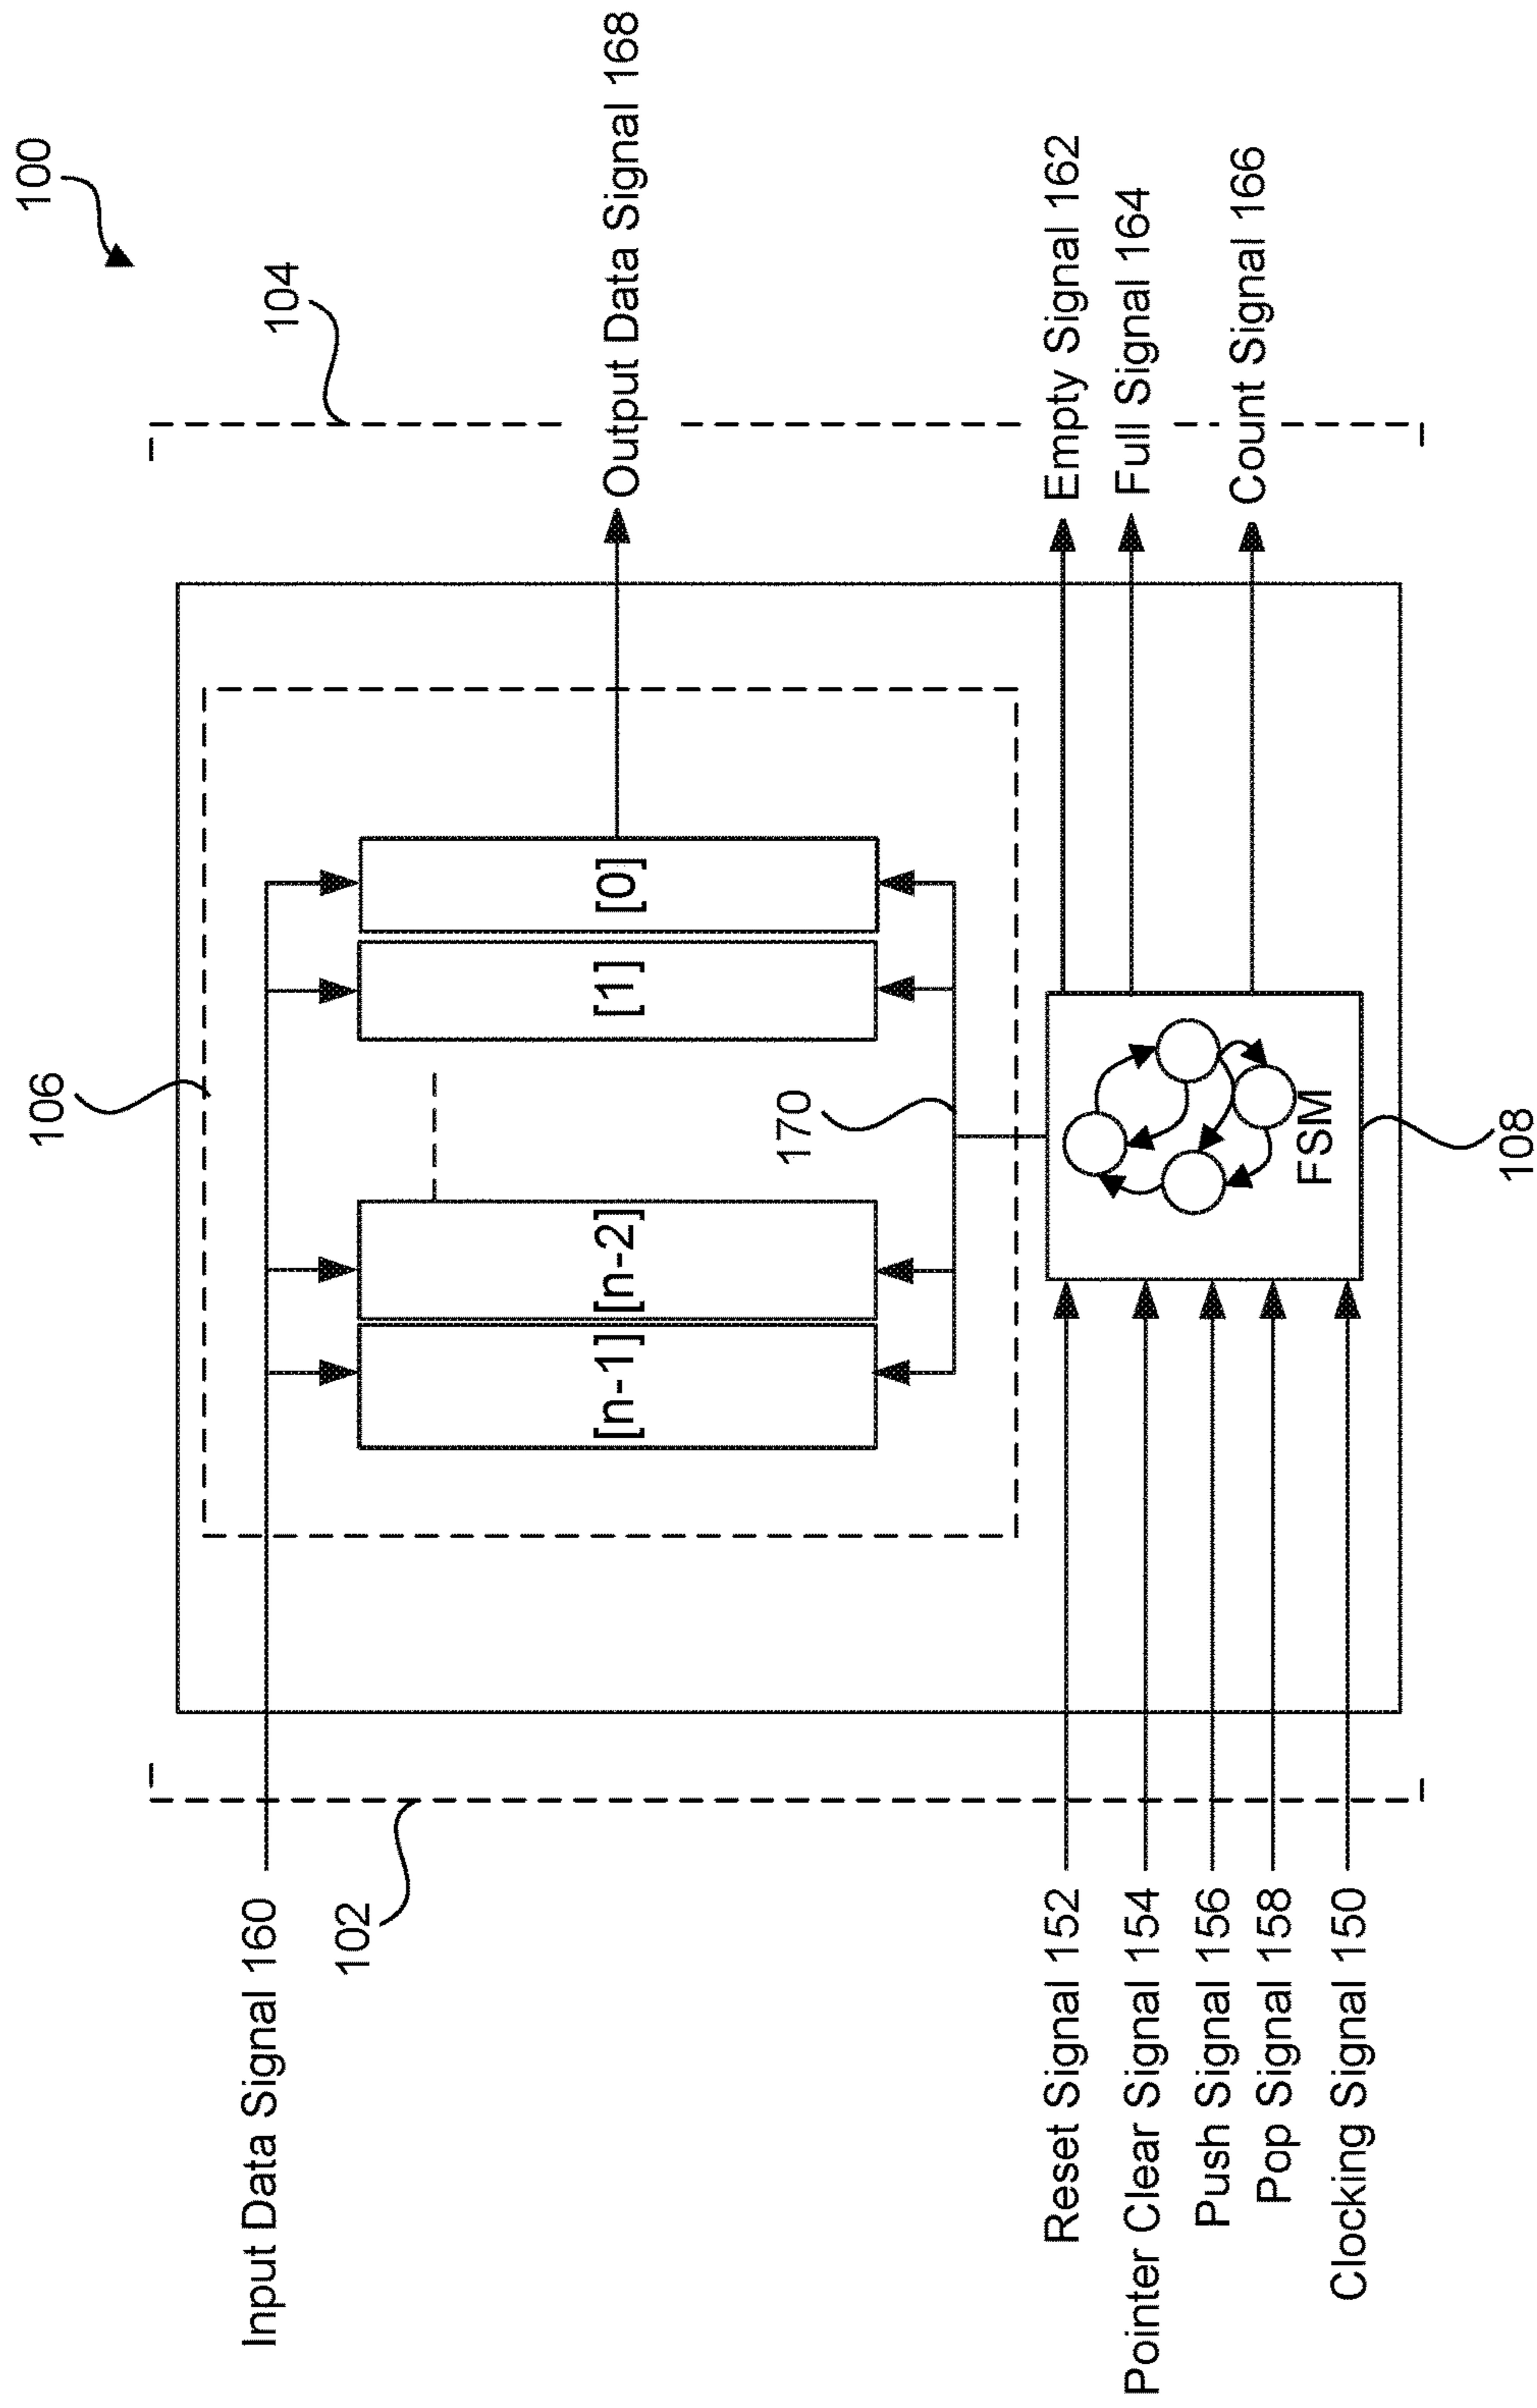 100
104
106
Input Data Signal 160
102
[n-1]
[n-2]
[1]
[0]
Output Data Signal 168
170
Reset Signal 152
Pointer Clear Signal 154
Push Signal 156
Pop Signal 158
Clocking Signal 150
FSM
108
Empty Signal 162
Full Signal 164
Count Signal 166